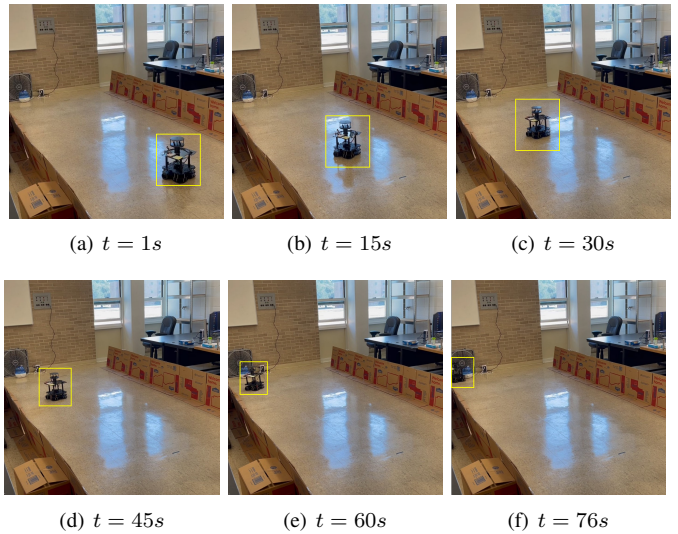 (a) t = 1s
(b) t = 15s
(c) t = 30s
(d) t = 45s
(e) t = 60s
(f) t = 76s